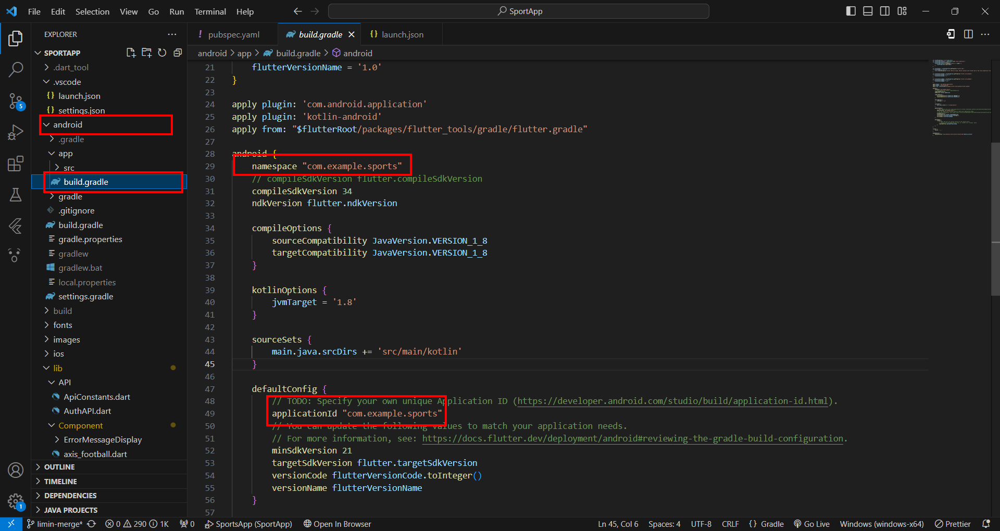 File Edit Selection View Go Run Terminal Help
SportApp
EXPLORER
SPORTAPP
.dart_tool
.vscode
launch.json
settings.json
android
.gradle
app
src
build.gradle
gradle
.gitignore
build.gradle
gradle.properties
gradlew
gradlew.bat
local.properties
settings.gradle
build
fonts
images
ios
lib
API
ApiConstants.dart
AuthAPI.dart
Component
ErrorMessageDisplay
axis_football.dart
OUTLINE
TIMELINE
DEPENDENCIES
JAVA PROJECTS
5
1
pubspec.yaml build.gradle launch.json
android > app > build.gradle > android
21 flutterVersionName = '1.0'
22 }
23
24 apply plugin: 'com.android.application'
25 apply plugin: 'kotlin-android'
26 apply from: "$flutterRoot/packages/flutter_tools/gradle/flutter.gradle"
27
28 android {
29 namespace "com.example.sports"
30 // compileSdkVersion flutter.compileSdkVersion
31 compileSdkVersion 34
32 ndkVersion flutter.ndkVersion
33
34 compileOptions {
35 sourceCompatibility JavaVersion.VERSION_1_8
36 targetCompatibility JavaVersion.VERSION_1_8
37 }
38
39 kotlinOptions {
40 jvmTarget = '1.8'
41 }
42
43 sourceSets {
44 main.java.srcDirs += 'src/main/kotlin'
45 }
46
47 defaultConfig {
48 // TODO: Specify your own unique Application ID (https://developer.android.com/studio/build/application-id.html).
49 applicationId "com.example.sports"
50 // You can update the following values to match your application needs.
51 // For more information, see: https://docs.flutter.dev/deployment/android#reviewing-the-gradle-build-configuration.
52 minSdkVersion 21
53 targetSdkVersion flutter.targetSdkVersion
54 versionCode flutterVersionCode.toInteger()
55 versionName flutterVersionName
56 }
57
limin-merge* 0 290 1K 0 SportsApp (SportApp) Open In Browser Ln 45, Col 6 Spaces: 4 UTF-8 CRLF {} Gradle Go Live Windows (windows-x64) Prettier